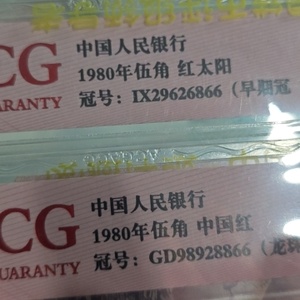 中国人民银行
CG
1980年伍角 红太阳
UARANTY
冠号：IX29626866（早期冠
中国人民银行
CG
1980年伍角 中国红
UARANTY
冠号：GD98928866（龙